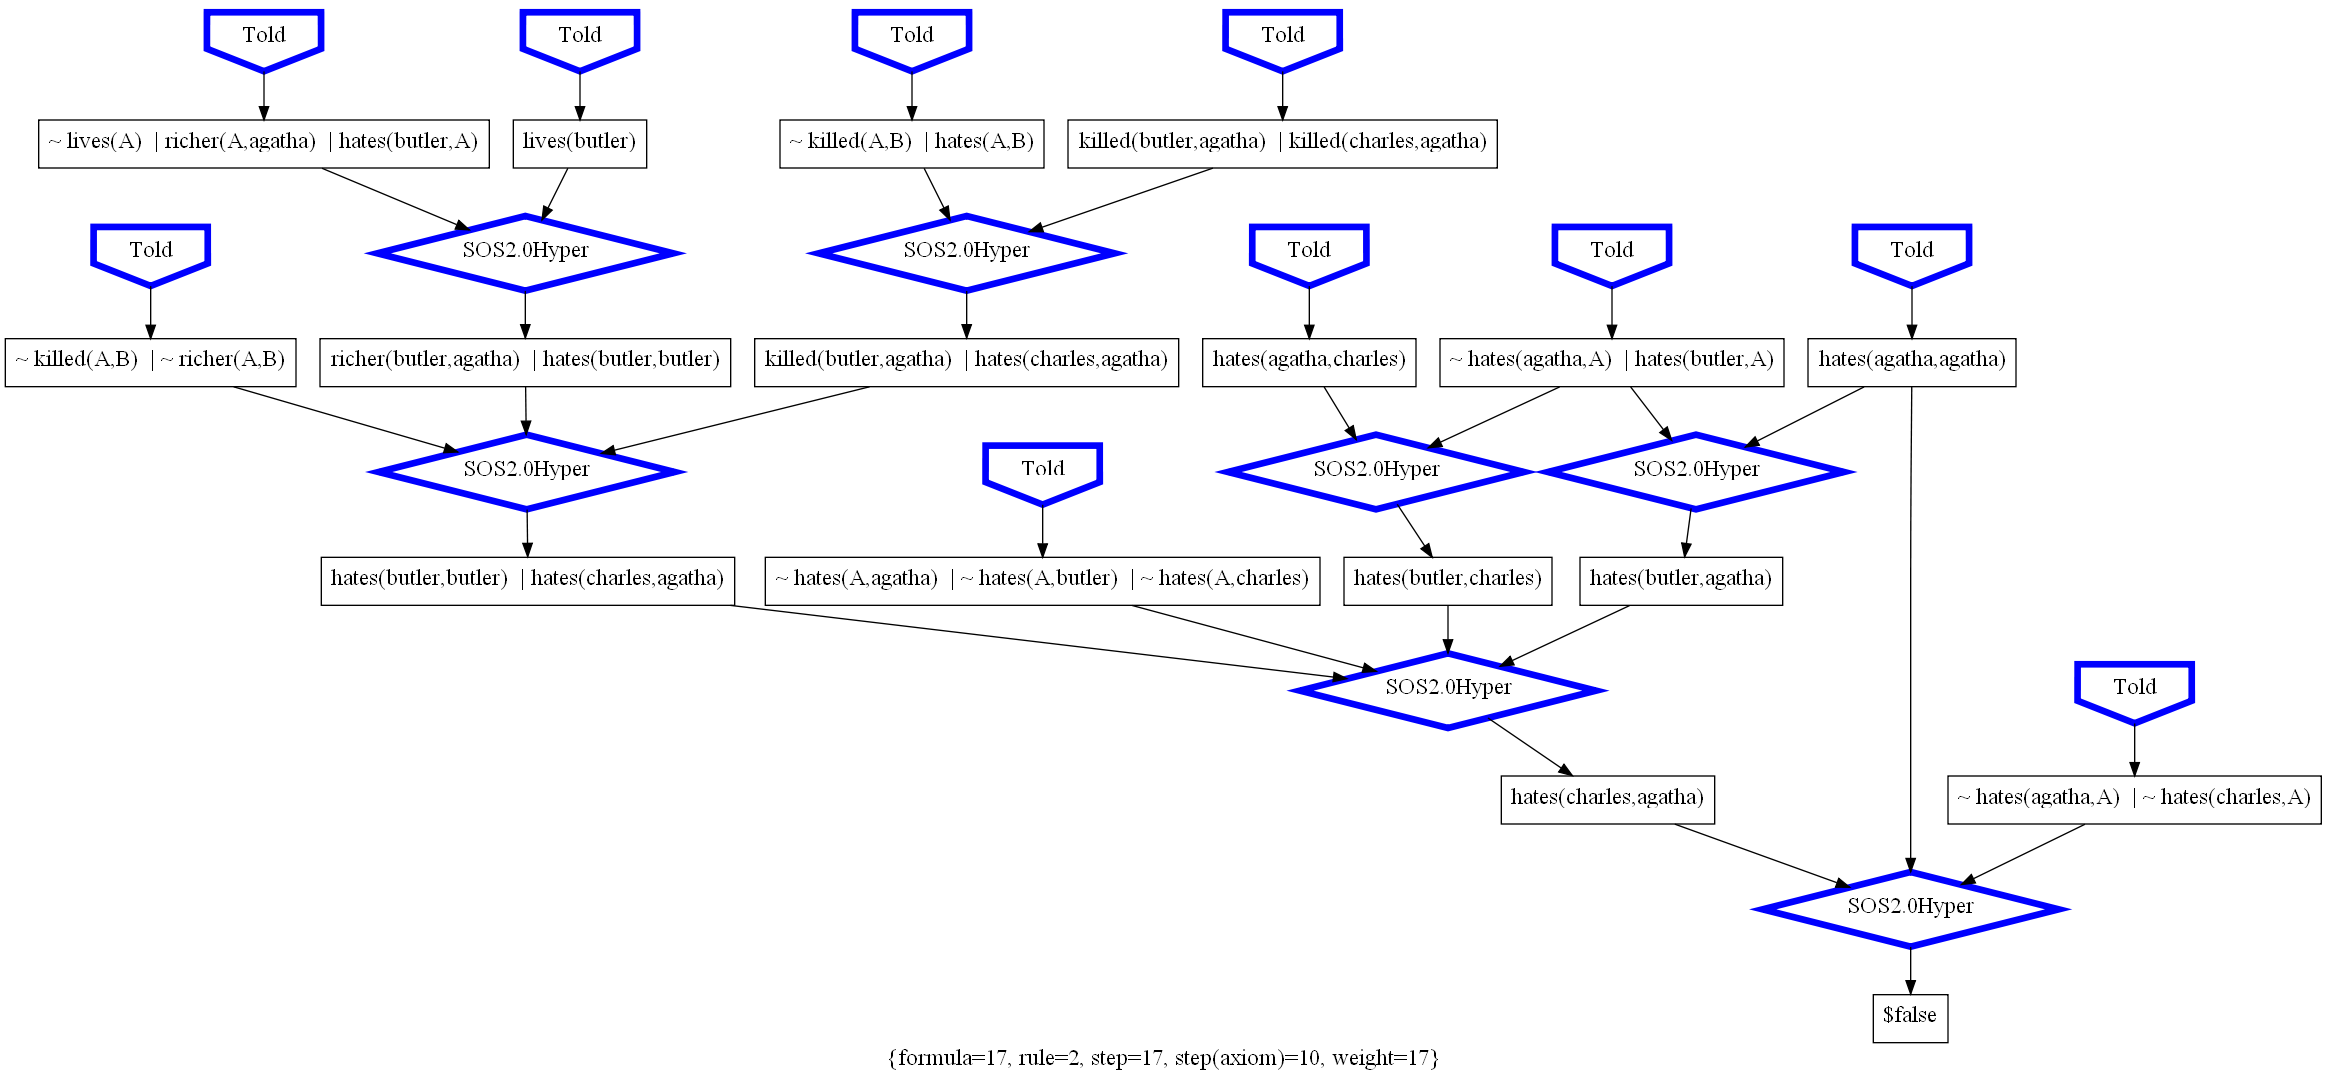 Told
Told
Told
Told
~ lives(A) | richer(A,agatha) | hates(butler,A)
lives(butler)
~ killed(A,B) | hates(A,B)
killed(butler,agatha) | killed(charles,agatha)
Told
SOS2.0Hyper
SOS2.0Hyper
Told
Told
Told
~ killed(A,B) | ~ richer(A,B)
richer(butler,agatha) | hates(butler,butler)
killed(butler,agatha) | hates(charles,agatha)
hates(agatha,charles)
~ hates(agatha,A) | hates(butler,A)
hates(agatha,agatha)
SOS2.0Hyper
Told
SOS2.0Hyper
SOS2.0Hyper
hates(butler,butler) | hates(charles,agatha)
~ hates(A,agatha) | ~ hates(A,butler) | ~ hates(A,charles)
hates(butler,charles)
hates(butler,agatha)
SOS2.0Hyper
Told
hates(charles,agatha)
~ hates(agatha,A) | ~ hates(charles,A)
SOS2.0Hyper
$false
{formula=17, rule=2, step=17, step(axiom)=10, weight=17}